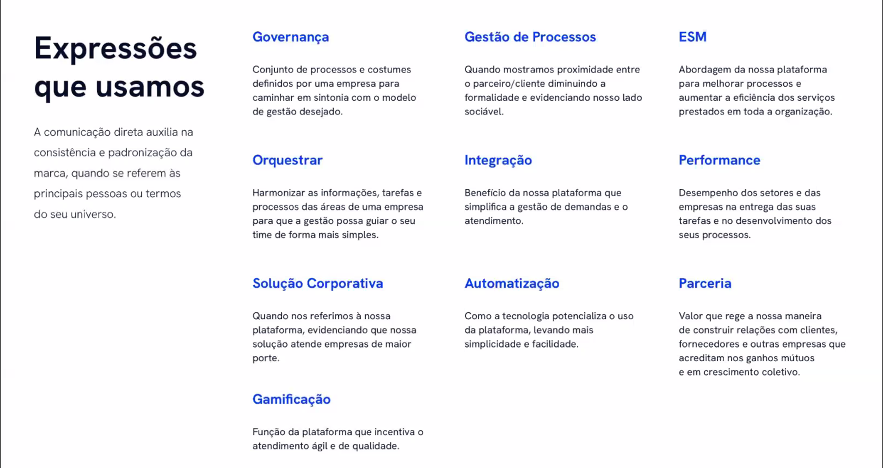 Expressões
que usamos
A comunicação direta auxilia na
consistência e padronização da
marca, quando se referem às
principais pessoas ou termos
do seu universo.
Governança
Conjunto de processos e costumes
definidos por uma empresa para
caminhar em sintonia com o modelo
de gestão desejado.
Gestão de Processos
Quando mostramos proximidade entre
o parceiro/cliente diminuindo a
formalidade e evidenciando nosso lado
sociável.
ESM
Abordagem da nossa plataforma
para melhorar processos e
aumentar a eficiência dos serviços
prestados em toda a organização.
Orquestrar
Harmonizar as informações, tarefas e
processos das áreas de uma empresa
para que a gestão possa guiar o seu
time de forma mais simples.
Integração
Benefício da nossa plataforma que
simplifica a gestão de demandas e o
atendimento.
Performance
Desempenho dos setores e das
empresas na entrega das suas
tarefas e no desenvolvimento dos
seus processos.
Solução Corporativa
Quando nos referimos à nossa
plataforma, evidenciando que nossa
solução atende empresas de maior
porte.
Automatização
Como a tecnologia potencializa o uso
da plataforma, levando mais
simplicidade e facilidade.
Parceria
Valor que rege a nossa maneira
de construir relações com clientes,
fornecedores e outras empresas que
acreditam nos ganhos mútuos
e em crescimento coletivo.
Gamificação
Função da plataforma que incentiva o
atendimento ágil e de qualidade.